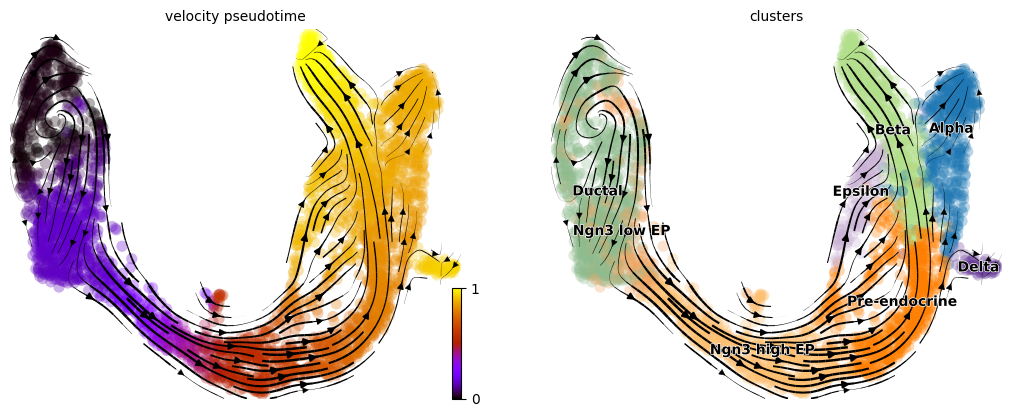 velocity pseudotime
clusters
Beta
Alpha
Ductal
Epsilon
Ngn3 low EP
Delta
1
Pre-endocrine
Ngn3 high EP
0